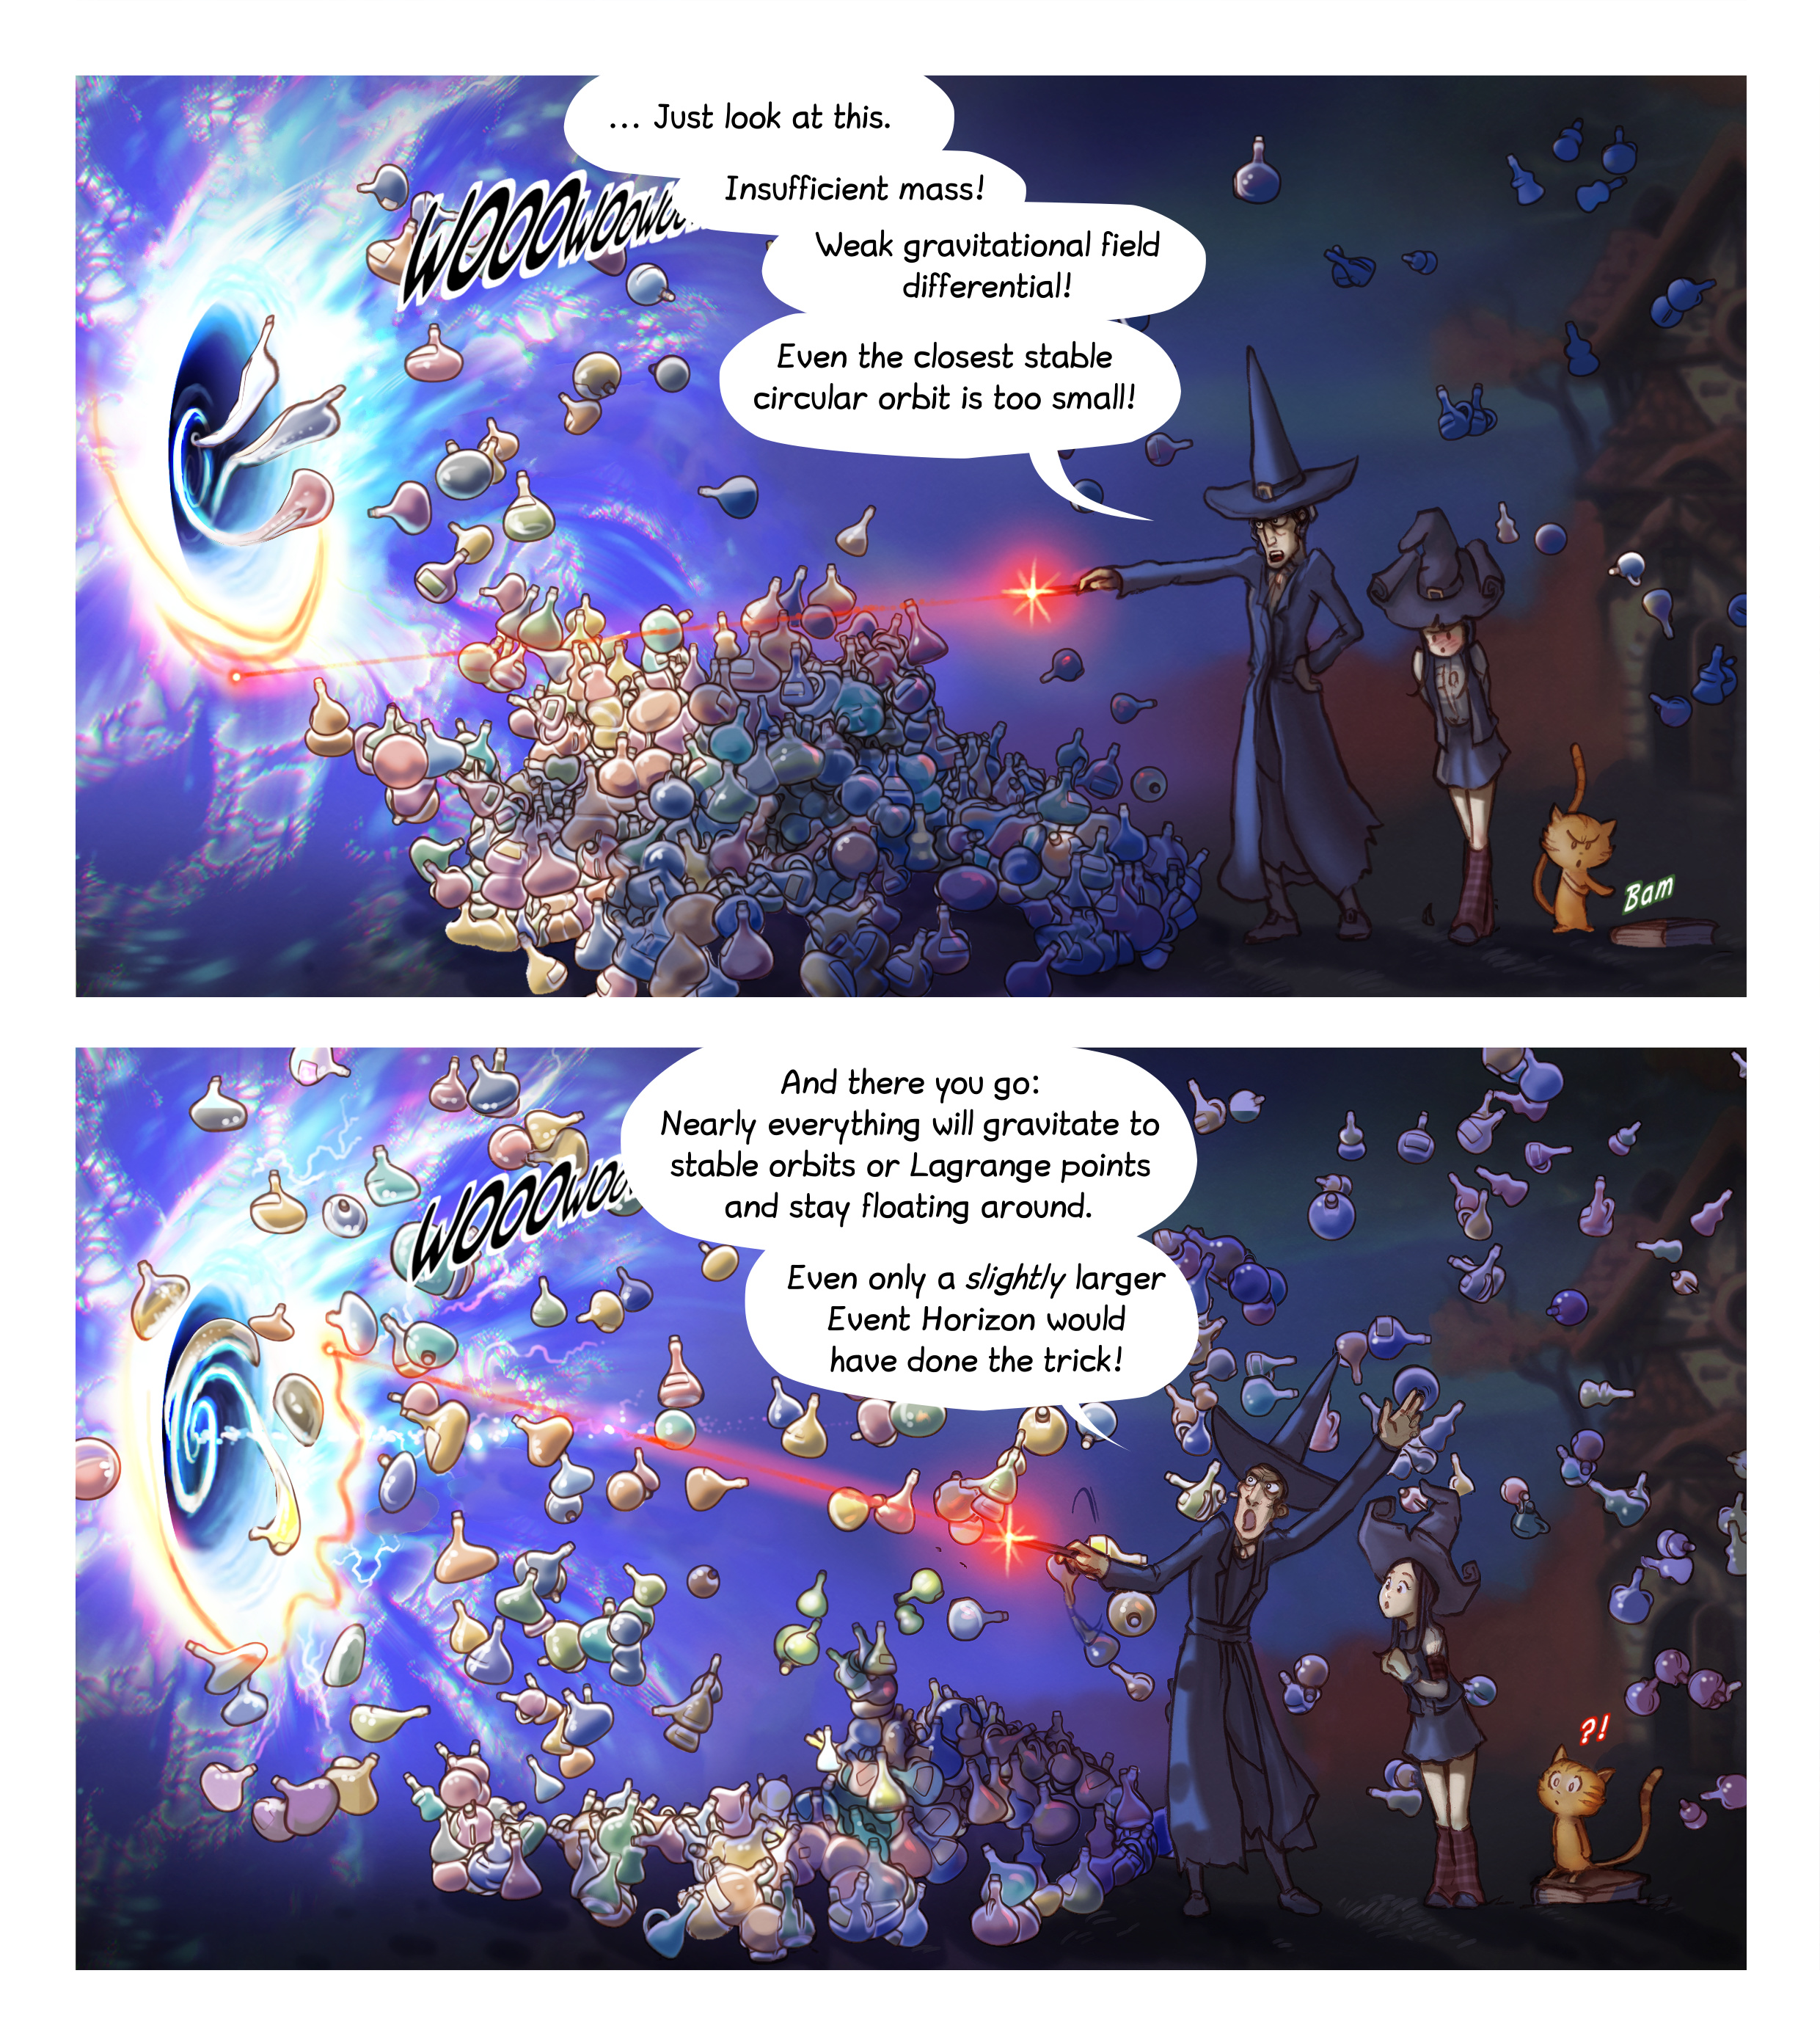 ... Just look at this.
Insufficient mass!
Weak gravitational field
differential!
Even the closest stable
circular orbit is too small!
WOOOWOOWOO
Bam
And there you go:
Nearly everything will gravitate to
stable orbits or Lagrange points
and stay floating around.
Even only a slightly larger
Event Horizon would
have done the trick!
WOOOWOO
?!